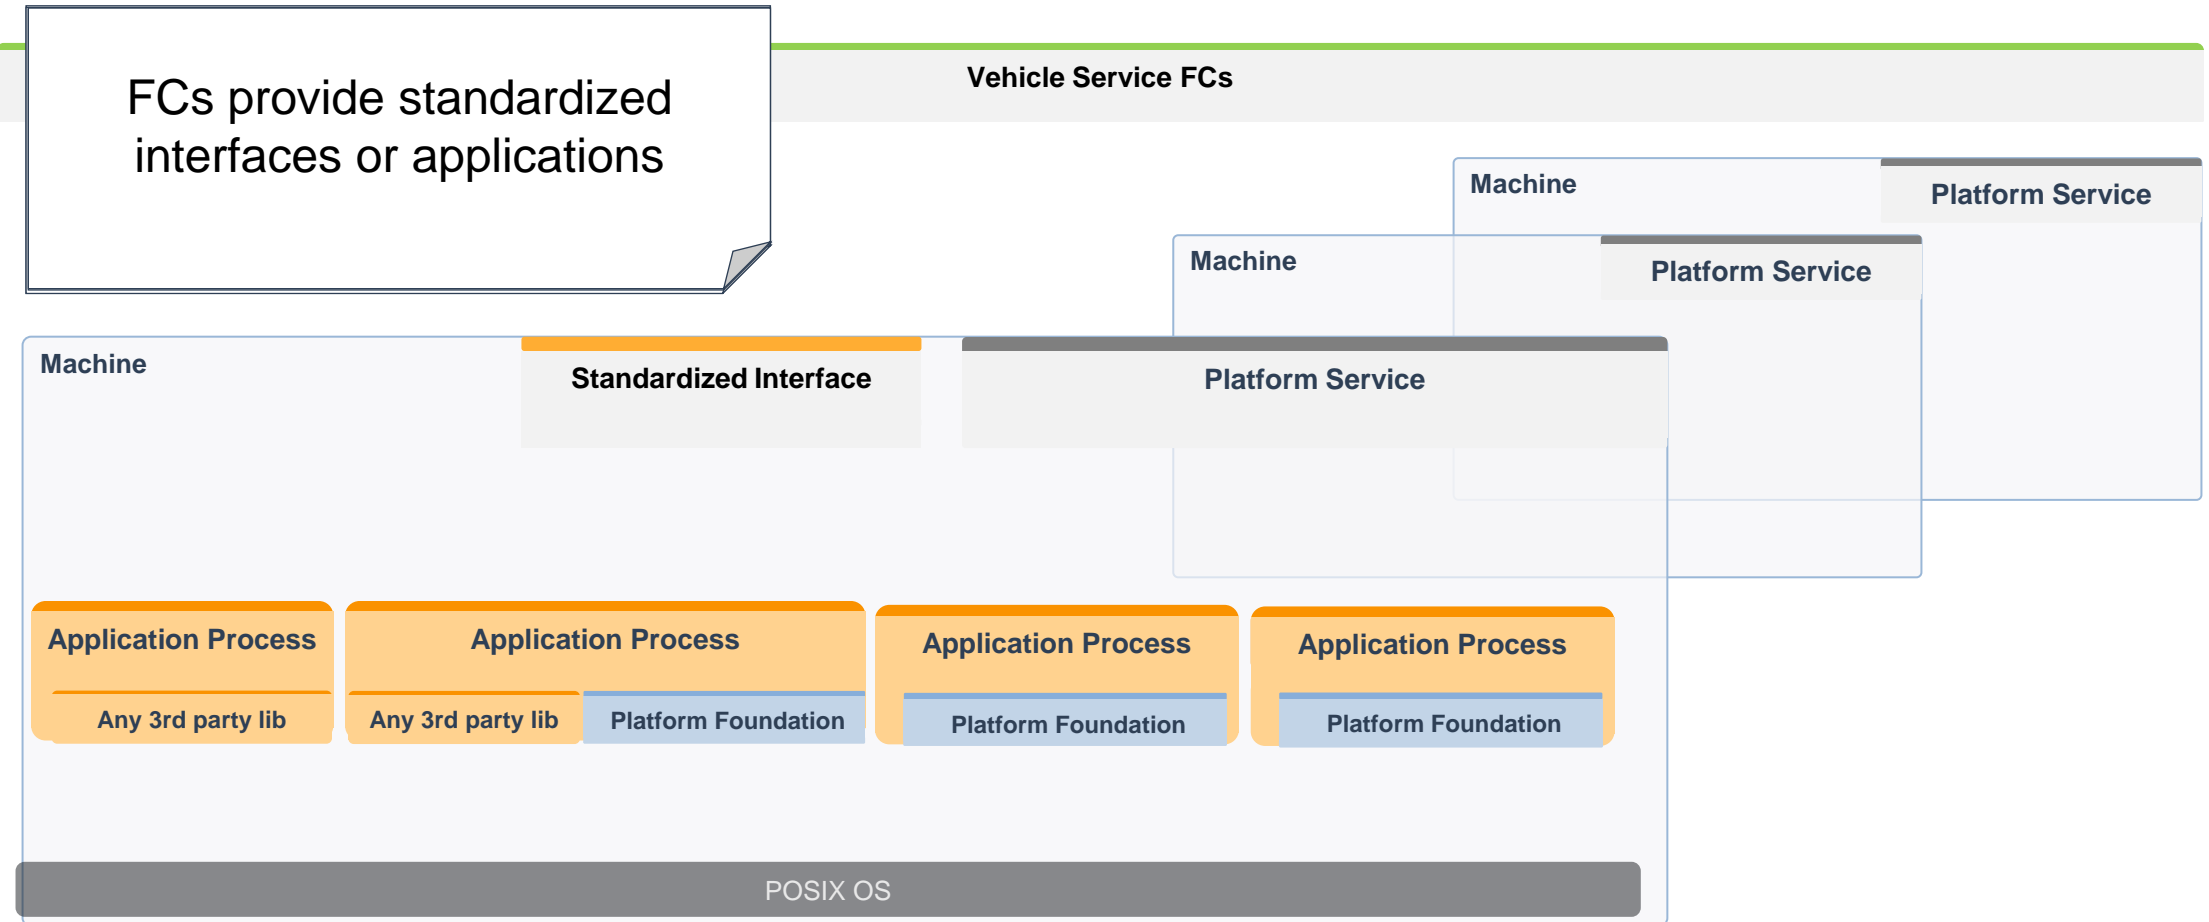 FCs provide standardized
interfaces or applications
Vehicle Service FCs
Machine
Platform Service
Machine
Platform Service
Machine
Standardized Interface
Platform Service
Application Process
Application Process
Application Process
Application Process
Any 3rd party lib
Any 3rd party lib
Platform Foundation
Platform Foundation
Platform Foundation
POSIX OS